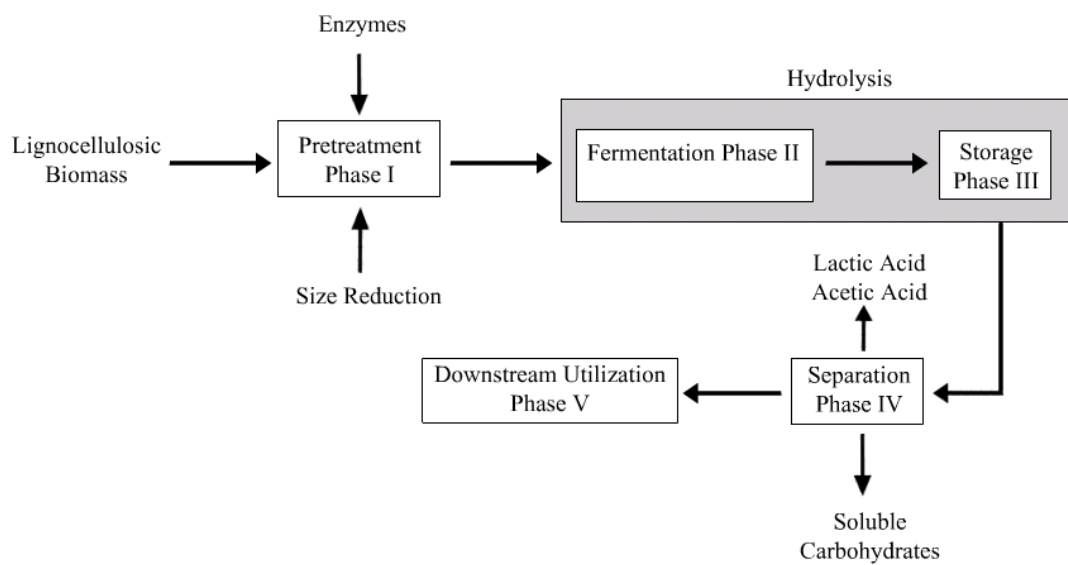 Enzymes
Hydrolysis
Lignocellulosic
Biomass
Pretreatment
Phase I
Fermentation Phase II
Storage
Phase III
Size Reduction
Lactic Acid
Acetic Acid
Downstream Utilization
Phase V
Separation
Phase IV
Soluble
Carbohydrates